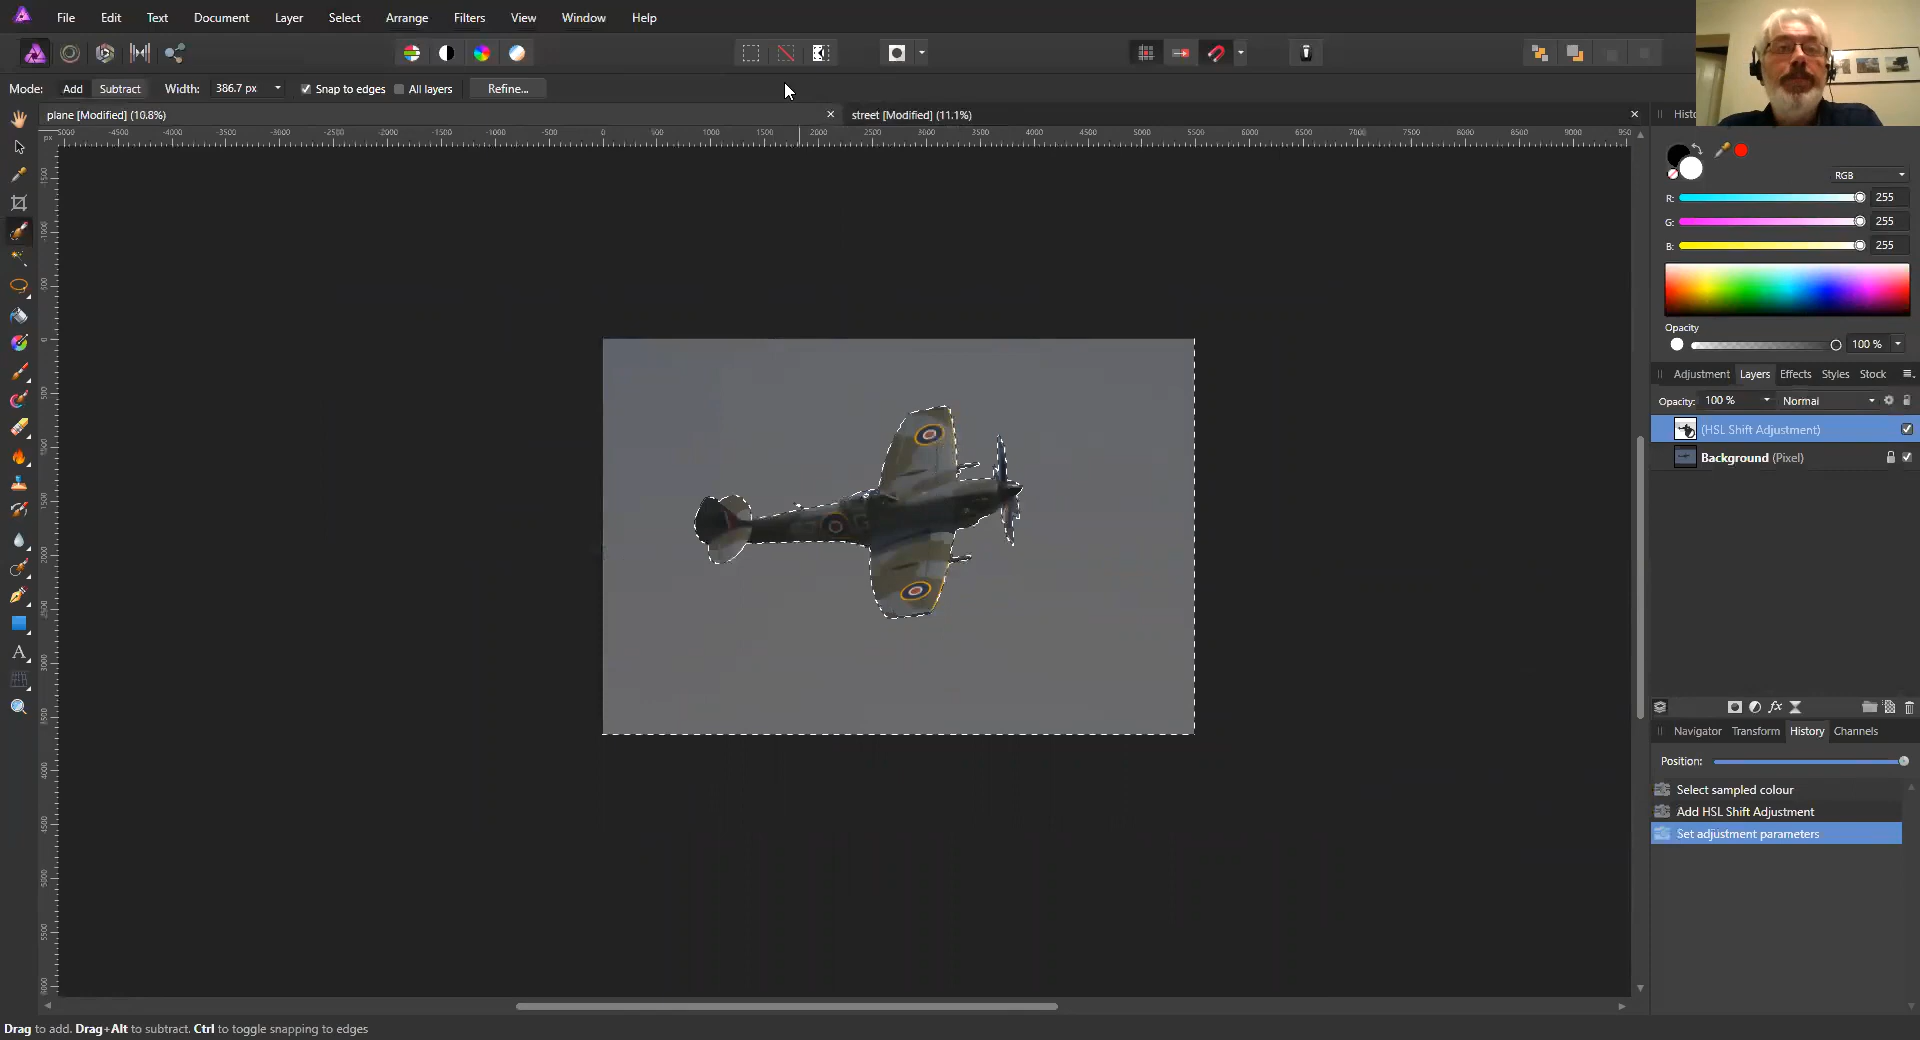 File Edit Text Document Layer Select Arrange Filters View Window Help
Mode: Add Subtract Width: 386.7 px Snap to edges All layers Refine...
plane [Modified] (10.8%)
street [Modified] (11.1%)
RGB
R: 255
G: 255
B: 255
Opacity
100 %
Adjustment Layers Effects Styles Stock
Opacity: 100 % Normal
(HSL Shift Adjustment)
Background (Pixel)
Navigator Transform History Channels
Position:
Select sampled colour
Add HSL Shift Adjustment
Set adjustment parameters
Drag to add. Drag+Alt to subtract. Ctrl to toggle snapping to edges